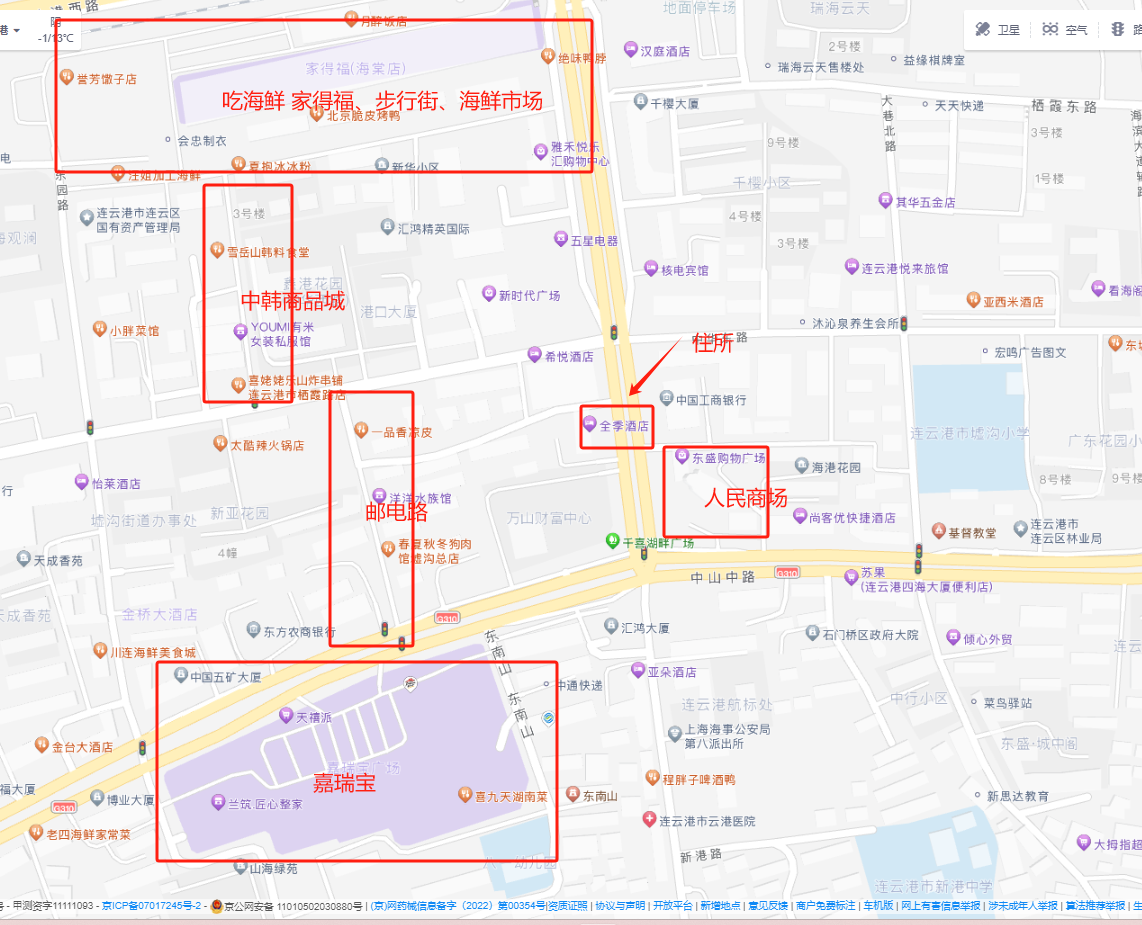 港西路
月醉饭店
地面停车场
瑞海云天
港
阴
-1/13℃
卫星
空气
路
2号楼
汉庭酒店
绝味鸭脖
益缘棋牌室
瑞海云天售楼处
家得福(海棠店)
誉芳馓子店
吃海鲜 家得福、步行街、海鲜市场
北京脆皮烤鸭
千樱大厦
大巷北路
天天快递
栖霞东路
3号楼
会忠制衣
9号楼
雅禾悦乐
汇购物中心
电
夏抱冰冰粉
新华小区
汪姐加工海鲜
东园路
千樱小区
1号楼
3号楼
连云港市连云区
国有资产管理局
其华五金店
4号楼
汇鸿精英国际
海观澜
五星电器
3号楼
雪岳山韩料食堂
核电宾馆
连云港悦来旅馆
港花园
新时代广场
看海阁
中韩商品城
亚西米酒店
港口大厦
小胖菜馆
YOUMI有米
女装私服馆
沐沁泉养生会所
住所
路
希悦酒店
宏鸣广告图文
喜姥姥乐山炸串铺
连云港市栖霞路店
中国工商银行
全季酒店
一品香凉皮
连云港市墟沟小学
广东花园小
太酷辣火锅店
东盛购物广场
海港花园
怡莱酒店
行
洋洋水族馆
人民商场
8号楼
9号楼
邮电路
新亚花园
墟沟街道办事处
万山财富中心
尚客优快捷酒店
连云港市
连云区林业局
基督教堂
千喜湖畔广场
春夏秋冬狗肉
馆墟沟总店
4幢
天成香苑
中山中路
G310
苏果
(连云港四海大厦便利店)
天成香苑
金桥大酒店
G310
东方农商银行
汇鸿大厦
石门桥区政府大院
倾心外贸
东南山
川连海鲜美食城
中国五矿大厦
亚朵酒店
中通快递
东南山
中行小区
菜鸟驿站
连云港航标处
天禧派
上海海事公安局
第八派出所
东盛·城中阁
金台大酒店
嘉瑞宝广场
嘉瑞宝
程胖子啤酒鸭
福大厦
博业大厦
兰筑.匠心整家
喜九天湖南菜
东南山
新思达教育
G310
连云港市云港医院
老四海鲜家常菜
大拇指超
新港路
山海绿苑
幼儿园
连云港市新港中学
- 甲测资字11111093 - 京ICP备07017245号-2 - 京公网安备 11010502030880号 | (京)网药械信息备字（2022）第00354号|资质证照 | 协议与声明 | 开放平台 | 新增地点 | 意见反馈 | 商户免费标注 | 车机版 | 网上有害信息举报 | 涉未成年人举报 | 算法推荐举报